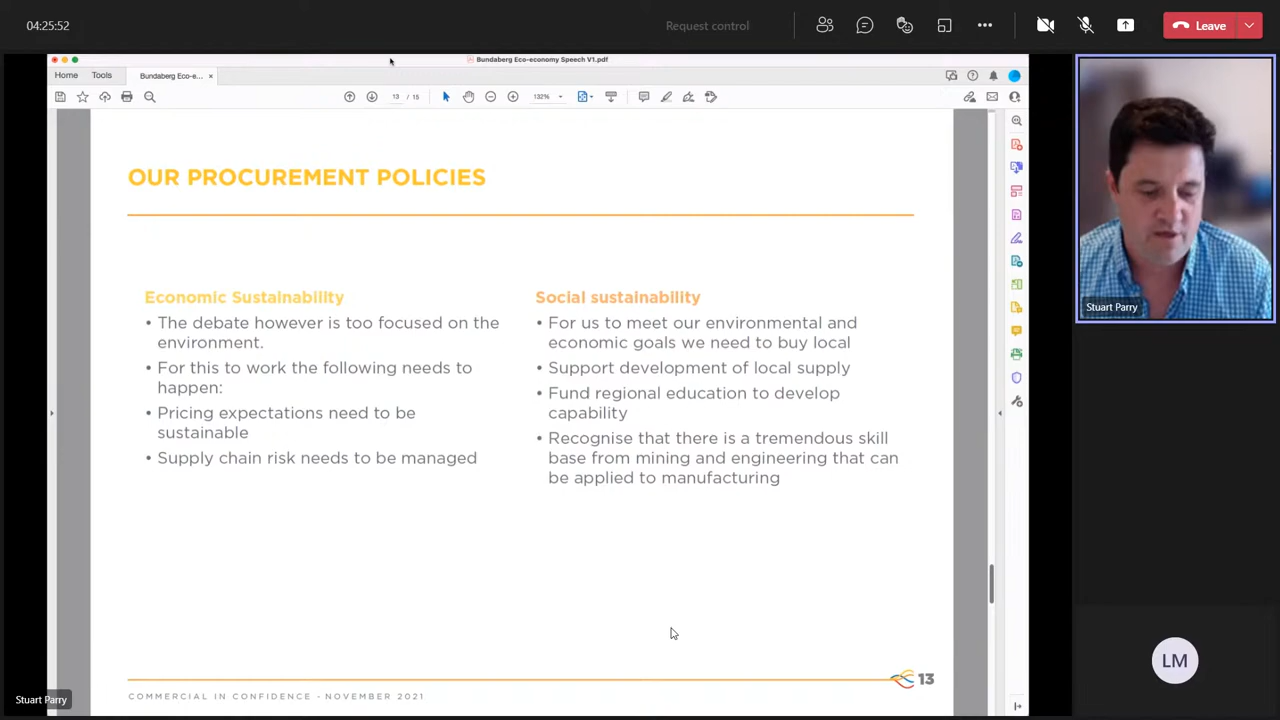 04:25:52
Request control
Leave
Bundaberg Eco-economy Speech V1.pdf
Home
Tools
Bundaberg Eco-e...
13 / 15
132%
OUR PROCUREMENT POLICIES
Economic Sustainability
• The debate however is too focused on the
environment.
• For this to work the following needs to
happen:
• Pricing expectations need to be
sustainable
• Supply chain risk needs to be managed
Social sustainability
• For us to meet our environmental and
economic goals we need to buy local
• Support development of local supply
• Fund regional education to develop
capability
• Recognise that there is a tremendous skill
base from mining and engineering that can
be applied to manufacturing
13
COMMERCIAL IN CONFIDENCE - NOVEMBER 2021
Stuart Parry
Stuart Parry
LM